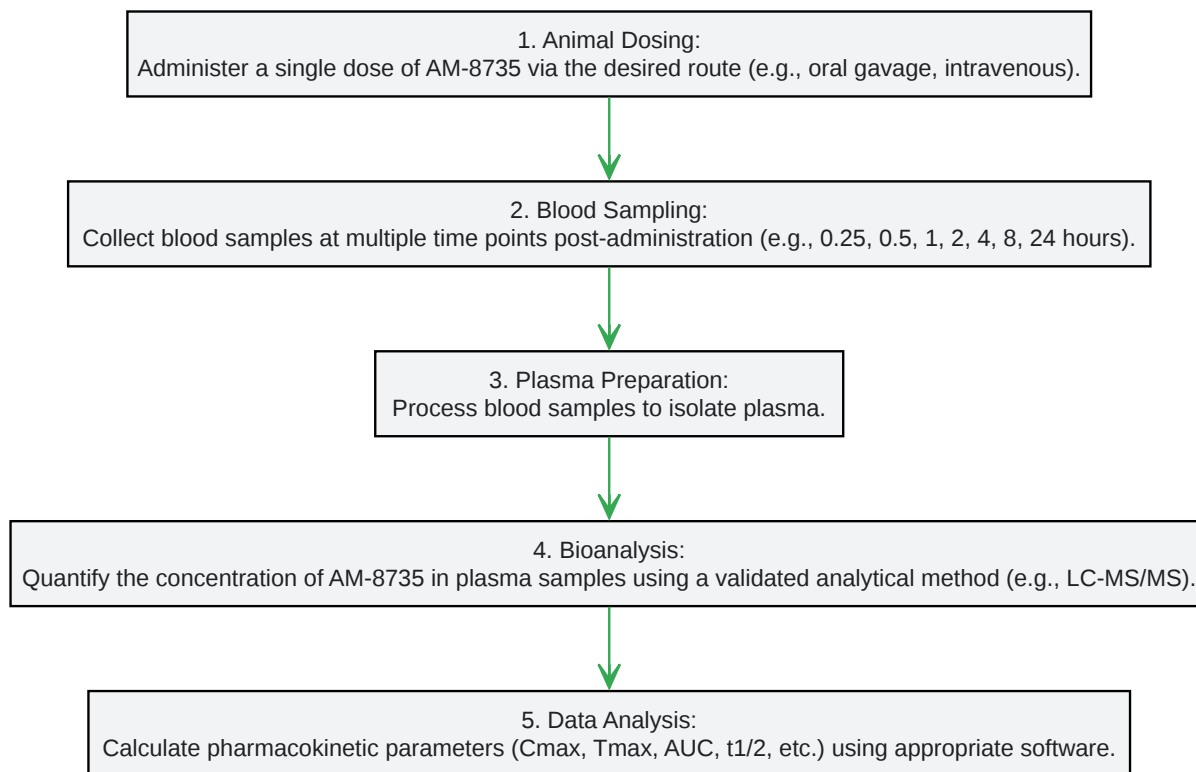 1. Animal Dosing:
Administer a single dose of AM-8735 via the desired route (e.g., oral gavage, intravenous).
2. Blood Sampling:
Collect blood samples at multiple time points post-administration (e.g., 0.25, 0.5, 1, 2, 4, 8, 24 hours).
3. Plasma Preparation:
Process blood samples to isolate plasma.
4. Bioanalysis:
Quantify the concentration of AM-8735 in plasma samples using a validated analytical method (e.g., LC-MS/MS).
5. Data Analysis:
Calculate pharmacokinetic parameters (Cmax, Tmax, AUC, t1/2, etc.) using appropriate software.